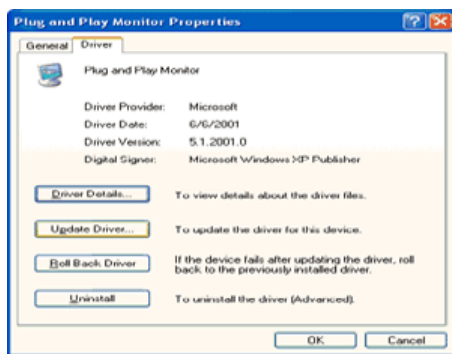 Plug and Play Monitor Properties
General Driver
Plug and Play Monitor
Driver Provider: Microsoft
Driver Date: 6/6/2001
Driver Version: 5.1.2001.0
Digital Signer: Microsoft Windows XP Publisher
Driver Details... To view details about the driver files.
Update Driver... To update the driver for this device.
Roll Back Driver If the device fails after updating the driver, roll
back to the previously installed driver.
Uninstall To uninstall the driver (Advanced).
OK Cancel